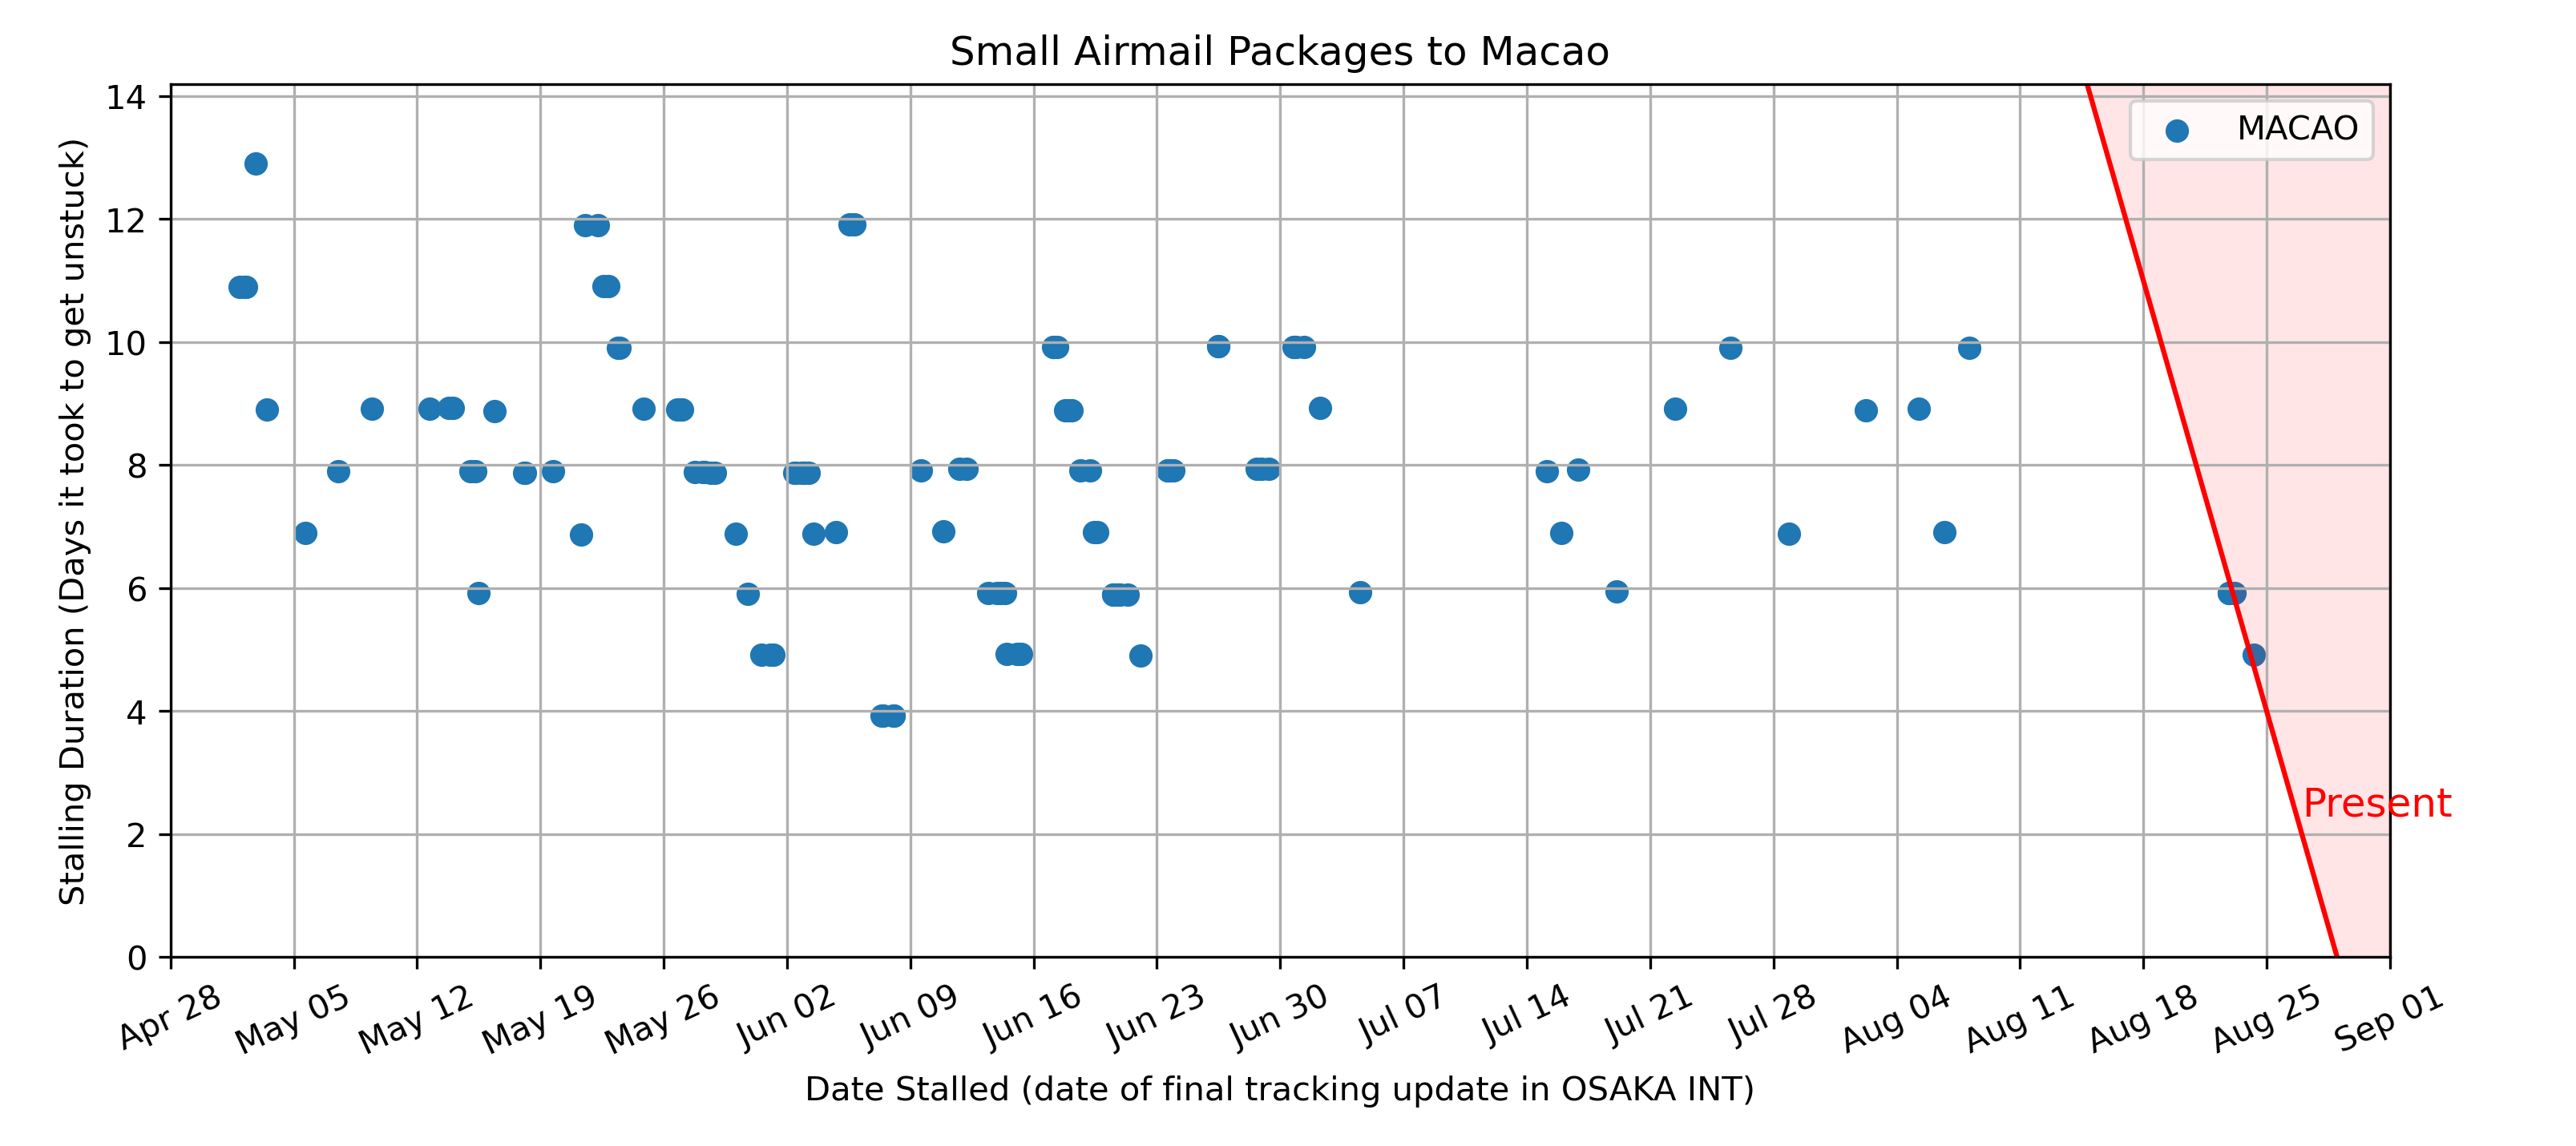 Small Airmail Packages to Macao
Stalling Duration (Days it took to get unstuck)
14
12
10
8
6
4
2
0
MACAO
Present
Apr 28
May 05
May 12
May 19
May 26
Jun 02
Jun 09
Jun 16
Jun 23
Jun 30
Jul 07
Jul 14
Jul 21
Jul 28
Aug 04
Aug 11
Aug 18
Aug 25
Sep 01
Date Stalled (date of final tracking update in OSAKA INT)